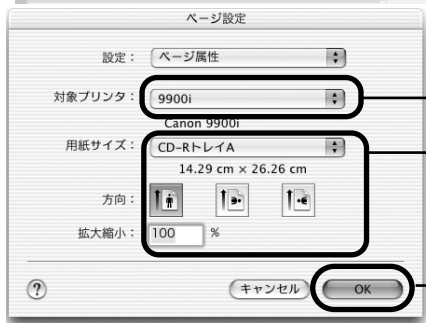 ページ設定
設定： ページ属性
対象プリンタ： 9900i
Canon 9900i
用紙サイズ： CD-RトレイA
14.29 cm × 26.26 cm
方向：
拡大縮小： 100 %
? キャンセル OK